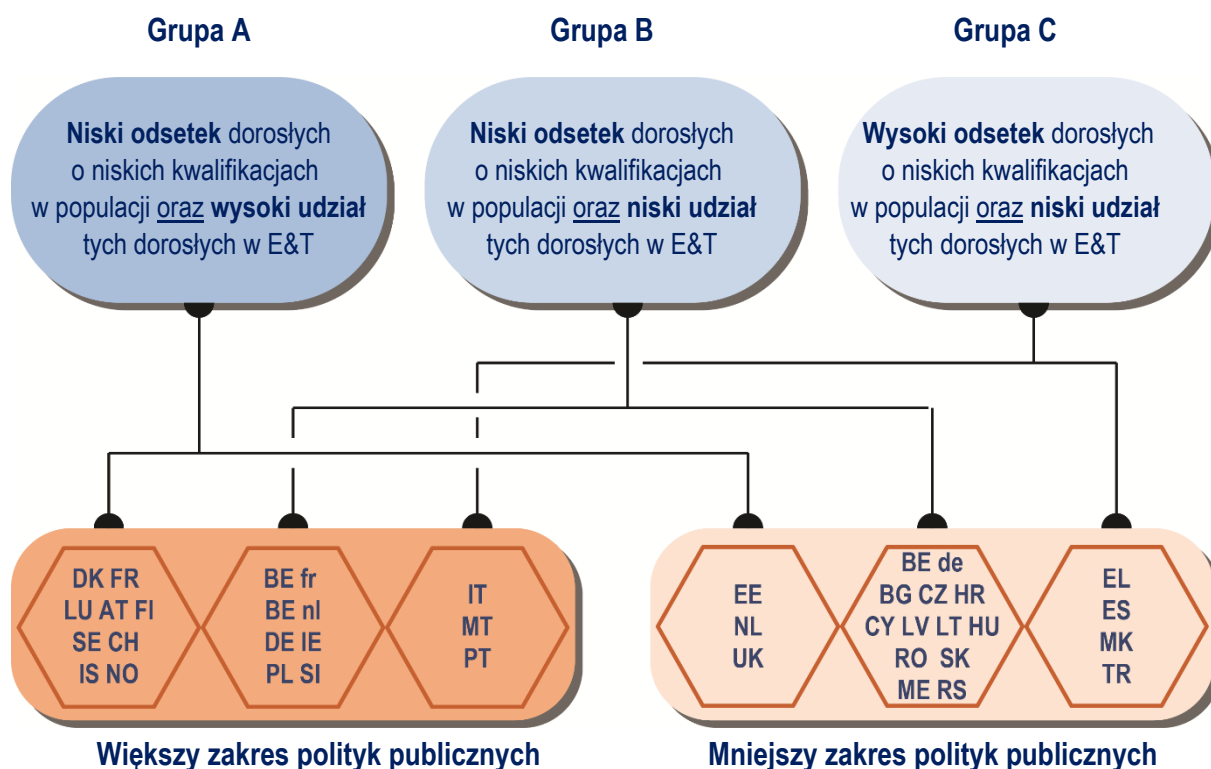 Grupa A
Grupa B
Grupa C
Niski odsetek dorosłych
o niskich kwalifikacjach
w populacji oraz wysoki udział
tych dorosłych w E&T
Niski odsetek dorosłych
o niskich kwalifikacjach
w populacji oraz niski udział
tych dorosłych w E&T
Wysoki odsetek dorosłych
o niskich kwalifikacjach
w populacji oraz niski udział
tych dorosłych w E&T
DK FR
LU AT FI
SE CH
IS NO
BE fr
BE nl
DE IE
PL SI
IT
MT
PT
EE
NL
UK
BE de
BG CZ HR
CY LV LT HU
RO SK
ME RS
EL
ES
MK
TR
Większy zakres polityk publicznych
Mniejszy zakres polityk publicznych